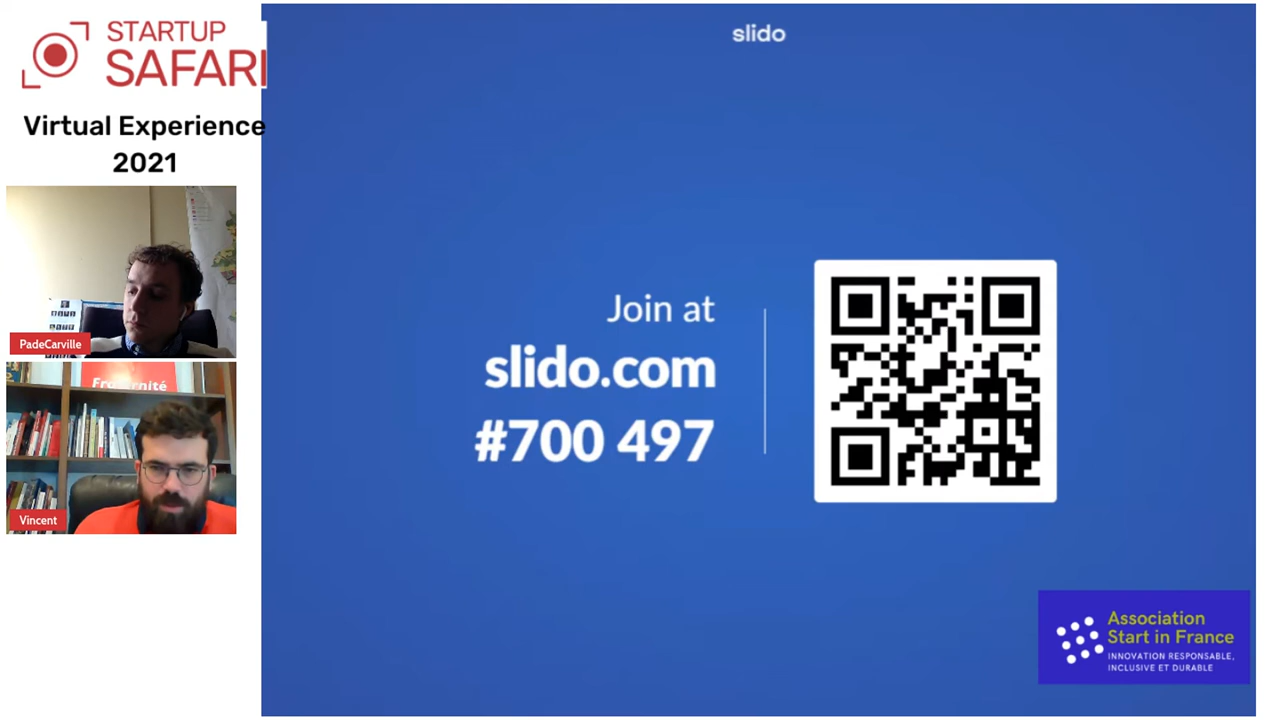 STARTUP
SAFARI
Virtual Experience
2021
PadeCarville
Fraternité
Vincent
slido
Join at
slido.com
#700 497
Association
Start in France
INNOVATION RESPONSABLE,
INCLUSIVE ET DURABLE